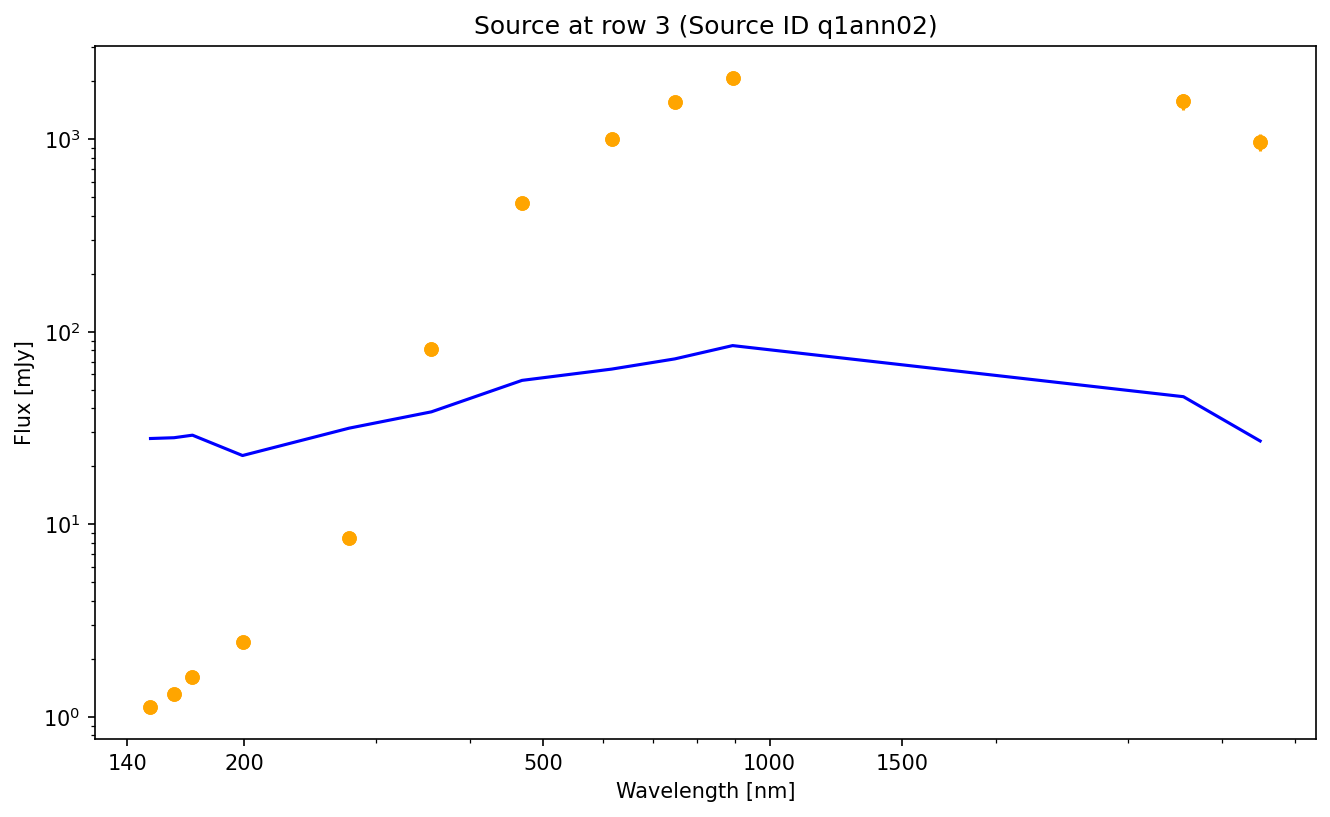 Source at row 3 (Source ID q1ann02)
Flux [mJy]
10³
10²
10¹
10⁰
140 200 500 1000 1500
Wavelength [nm]